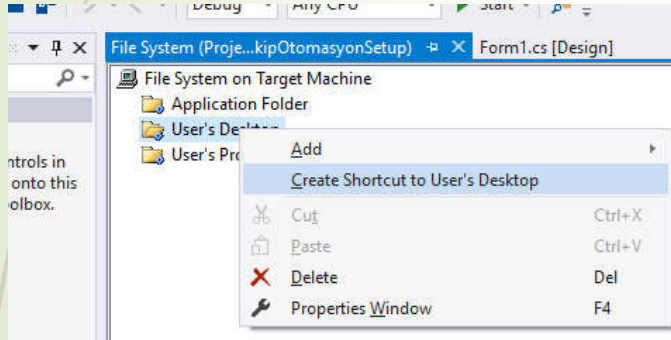 Debug Any CPU Start
File System (Proje...kipOtomasyonSetup) Form1.cs [Design]
File System on Target Machine
Application Folder
User's Desktop
User's
Add
Create Shortcut to User's Desktop
Cut Ctrl+X
Paste Ctrl+V
Delete Del
Properties Window F4
ntrols in
onto this
olbox.